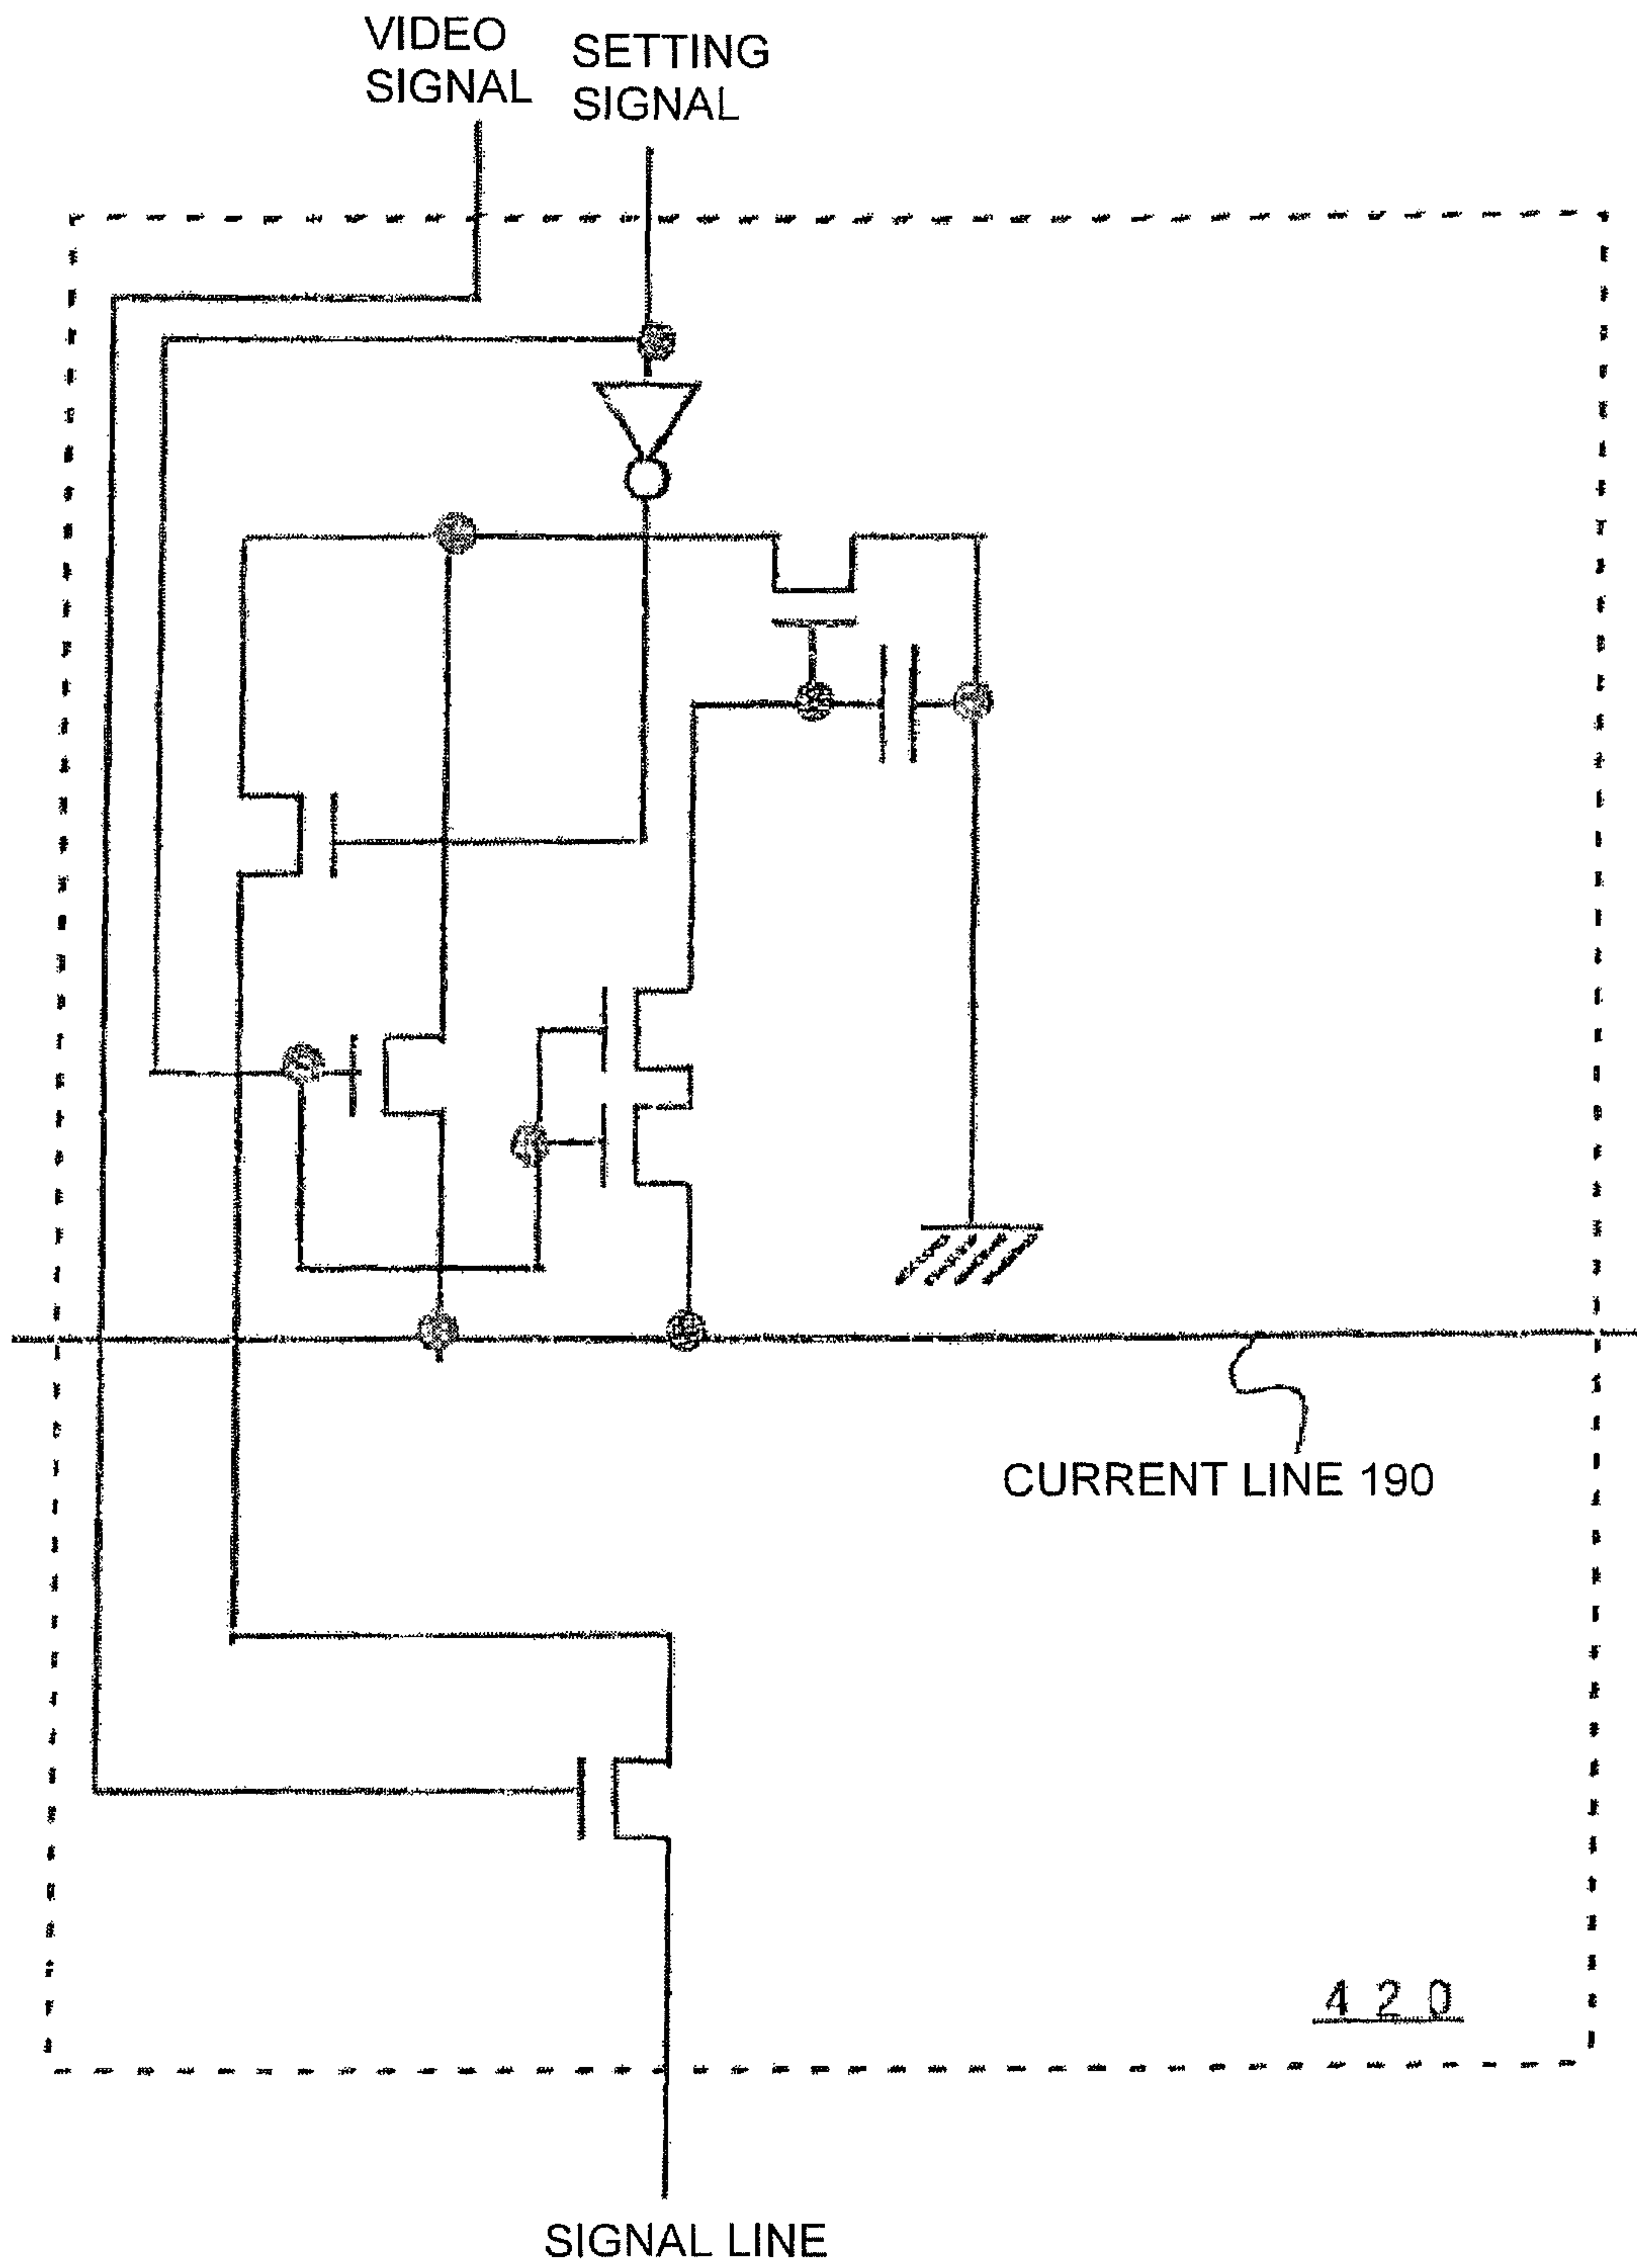 VIDEO
SIGNAL
SETTING
SIGNAL
CURRENT LINE 190
420
SIGNAL LINE